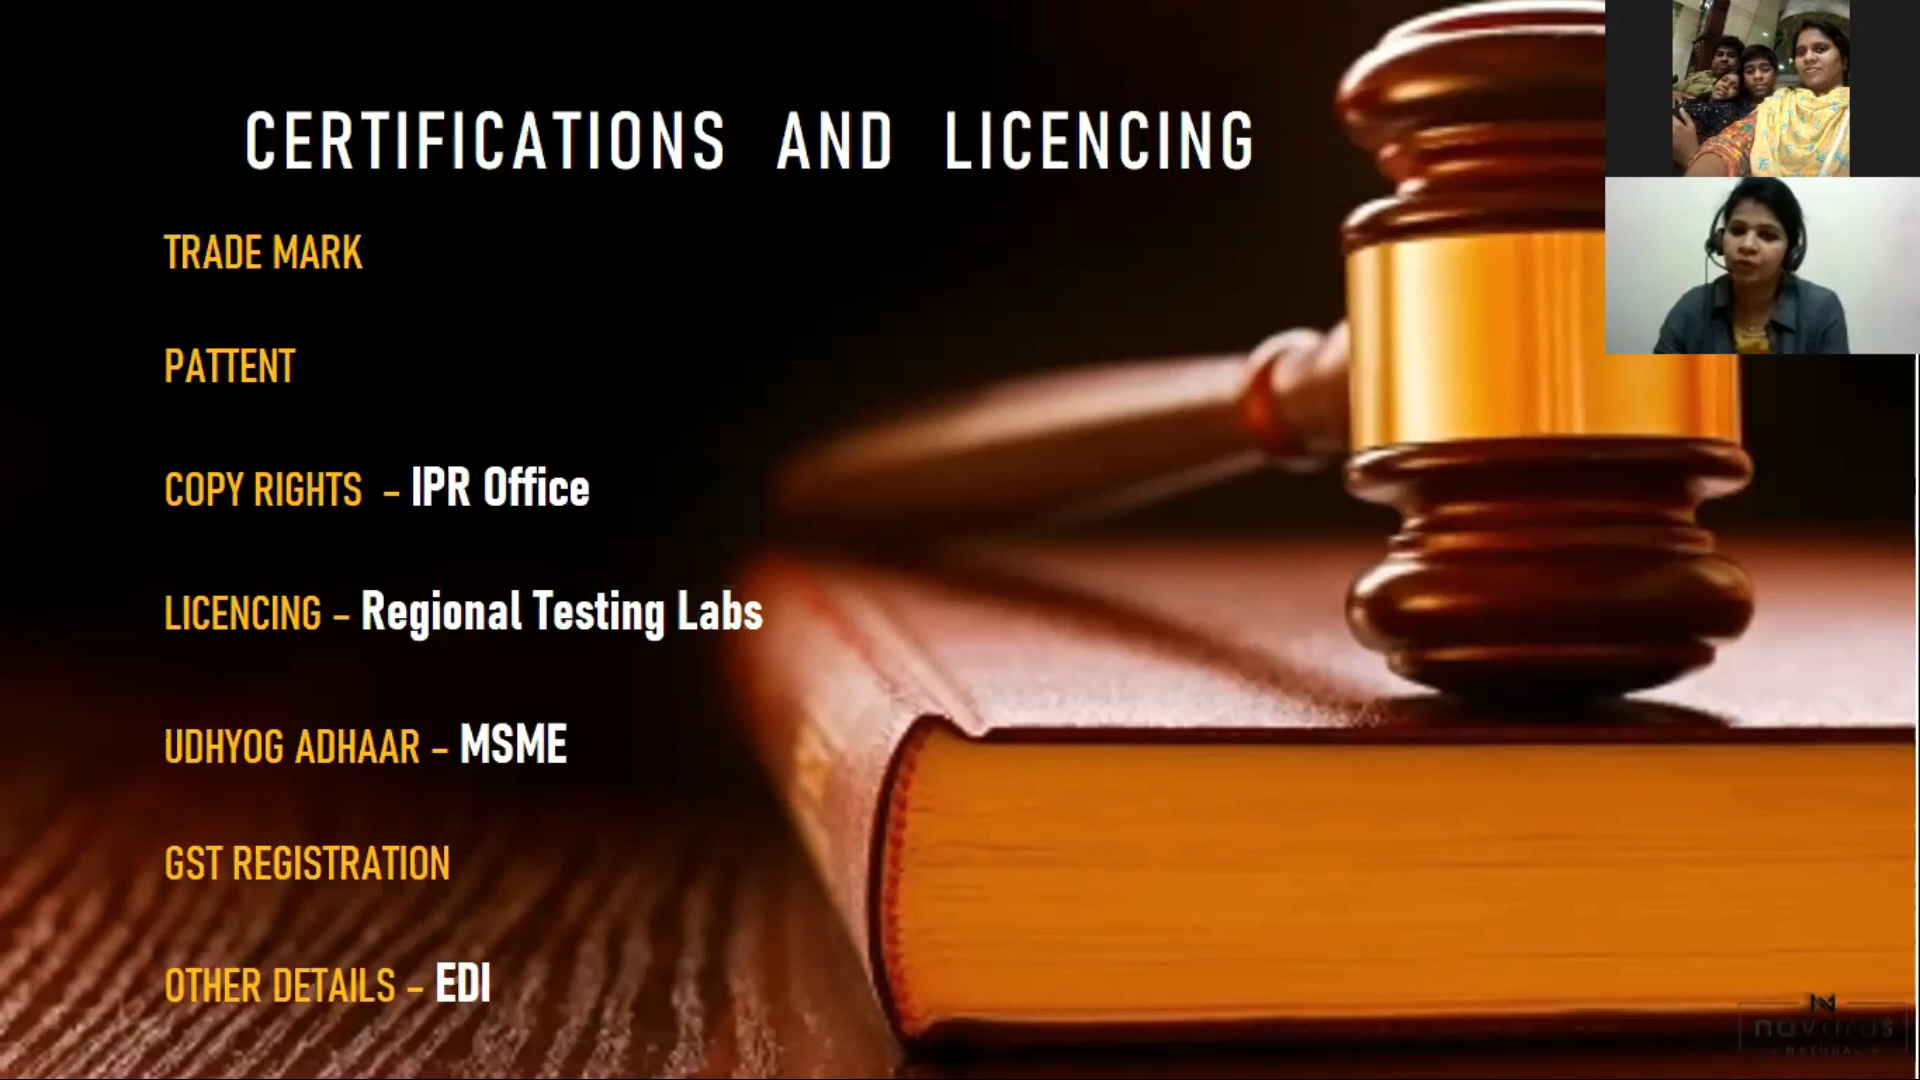 CERTIFICATIONS AND LICENCING
TRADE MARK
PATTENT
COPY RIGHTS – IPR Office
LICENCING – Regional Testing Labs
UDHYOG ADHAAR – MSME
GST REGISTRATION
OTHER DETAILS – EDI